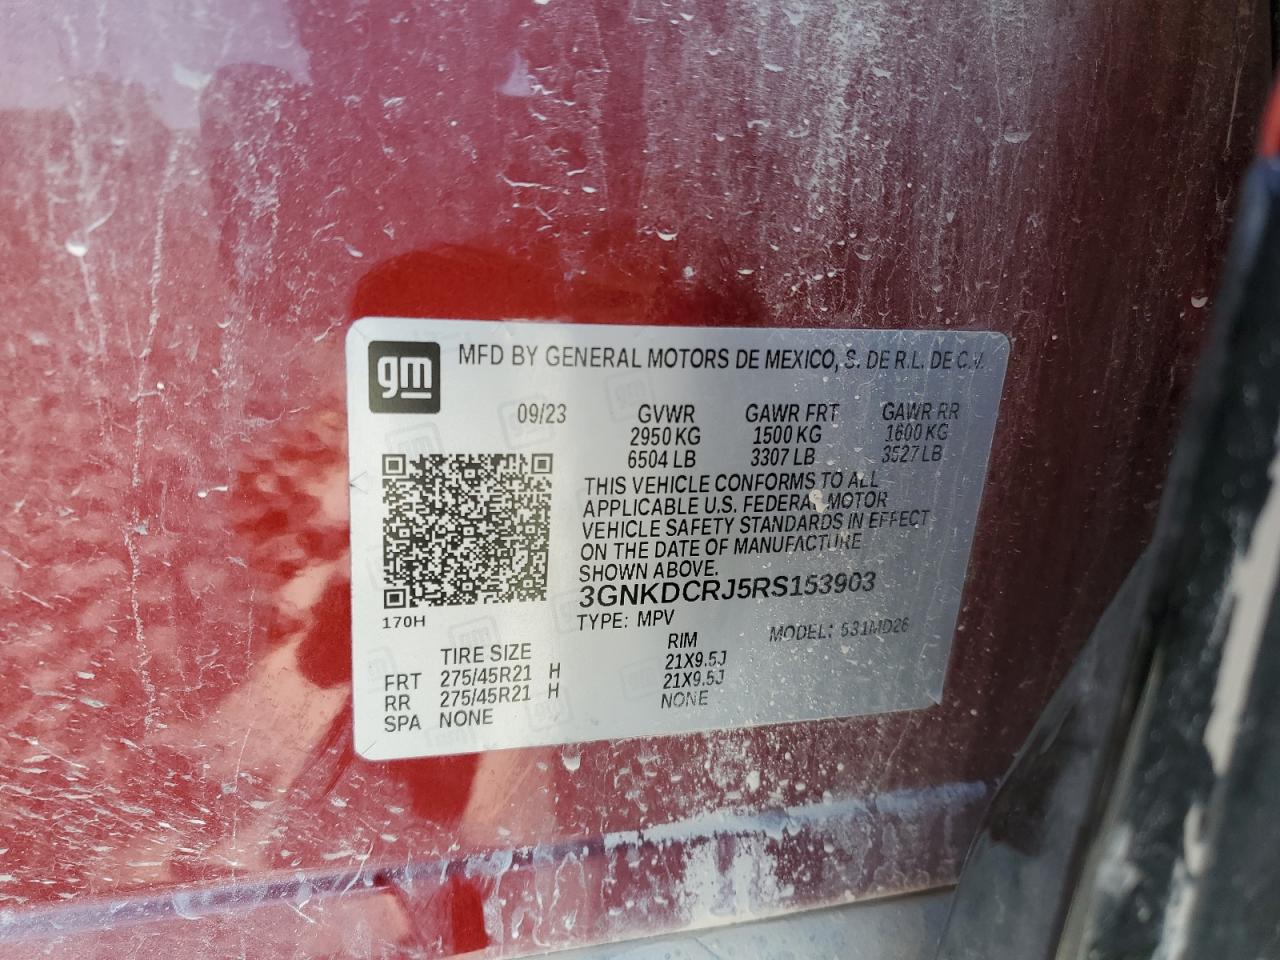 gm
MFD BY GENERAL MOTORS DE MEXICO, S. DE R.L. DE C.V.
09/23 GVWR GAWR FRT GAWR RR
2950 KG 1500 KG 1600 KG
6504 LB 3307 LB 3527 LB
THIS VEHICLE CONFORMS TO ALL
APPLICABLE U.S. FEDERAL MOTOR
VEHICLE SAFETY STANDARDS IN EFFECT
ON THE DATE OF MANUFACTURE
SHOWN ABOVE.
3GNKDCRJ5RS153903
170H
TYPE: MPV MODEL: 531MD26
TIRE SIZE RIM
FRT 275/45R21 H 21X9.5J
RR 275/45R21 H 21X9.5J
SPA NONE NONE